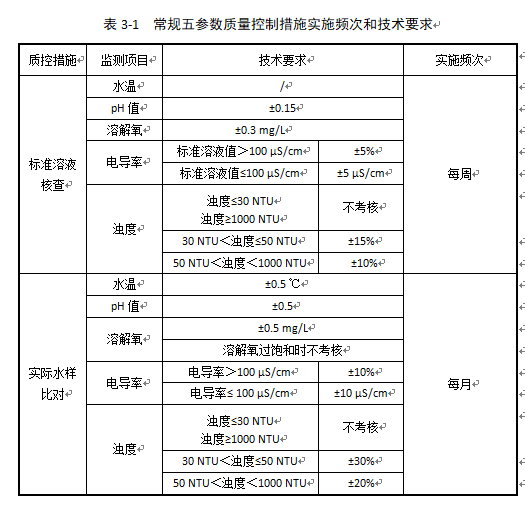 表 3-1 常规五参数质量控制措施实施频次和技术要求
质控措施 监测项目 技术要求 实施频次
标准溶液
核查
水温 /
pH 值 ±0.15
溶解氧 ±0.3 mg/L
电导率
标准溶液值＞100 μS/cm ±5%
标准溶液值≤100 μS/cm ±5 μS/cm
浊度
浊度≤30 NTU
浊度≥1000 NTU
不考核
30 NTU＜浊度≤50 NTU ±15%
50 NTU＜浊度＜1000 NTU ±10%
每周
实际水样
比对
水温 ±0.5 ℃
pH 值 ±0.5
溶解氧
±0.5 mg/L
溶解氧过饱和时不考核
电导率
电导率＞100 μS/cm ±10%
电导率≤ 100 μS/cm ±10 μS/cm
浊度
浊度≤30 NTU
浊度≥1000 NTU
不考核
30 NTU＜浊度≤50 NTU ±30%
50 NTU＜浊度＜1000 NTU ±20%
每月